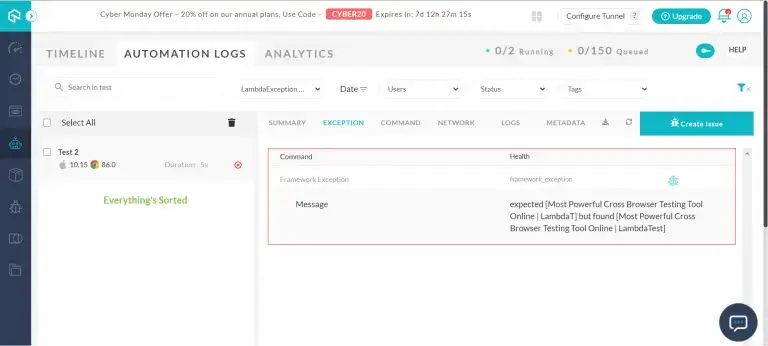 Cyber Monday Offer – 20% off on our annual plans. Use Code – CYBER20 Expires In: 7d 12h 27m 15s
Configure Tunnel ? Upgrade
TIMELINE AUTOMATION LOGS ANALYTICS 0/2 Running 0/150 Queued HELP
Search in test LambdaException ... Date Users Status Tags
Select All
SUMMARY EXCEPTION COMMAND NETWORK LOGS METADATA Create Issue
Test 2
10.15 86.0 Duration: 5s
Everything's Sorted
Command Health
Framework Exception framework_exception
Message expected [Most Powerful Cross Browser Testing Tool
Online | LambdaT] but found [Most Powerful Cross
Browser Testing Tool Online | LambdaTest]